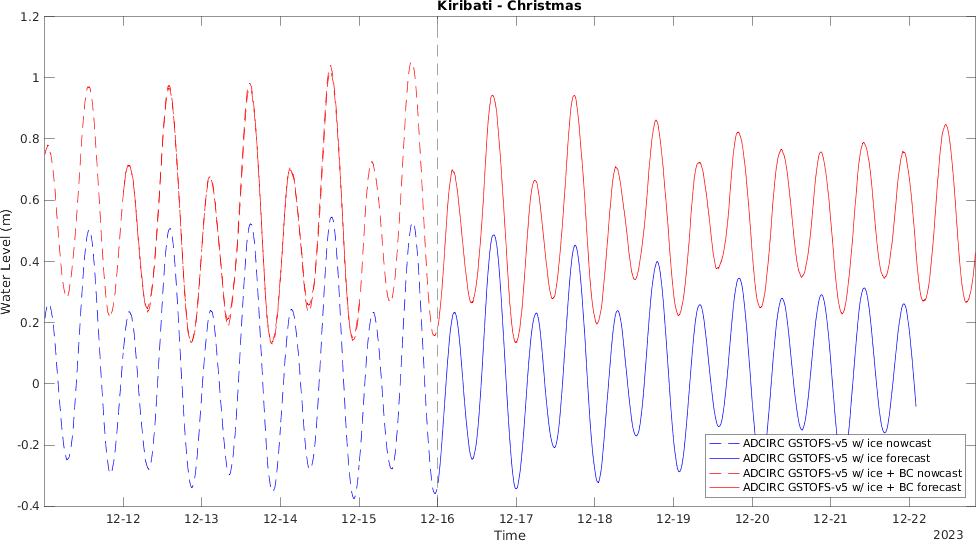 Kiribati - Christmas
1.2
1
0.8
0.6
0.4
0.2
0
-0.2
-0.4
Water Level (m)
ADCIRC GSTOFS-v5 w/ ice nowcast
ADCIRC GSTOFS-v5 w/ ice forecast
ADCIRC GSTOFS-v5 w/ ice + BC nowcast
ADCIRC GSTOFS-v5 w/ ice + BC forecast
12-12 12-13 12-14 12-15 12-16 12-17 12-18 12-19 12-20 12-21 12-22
Time
2023